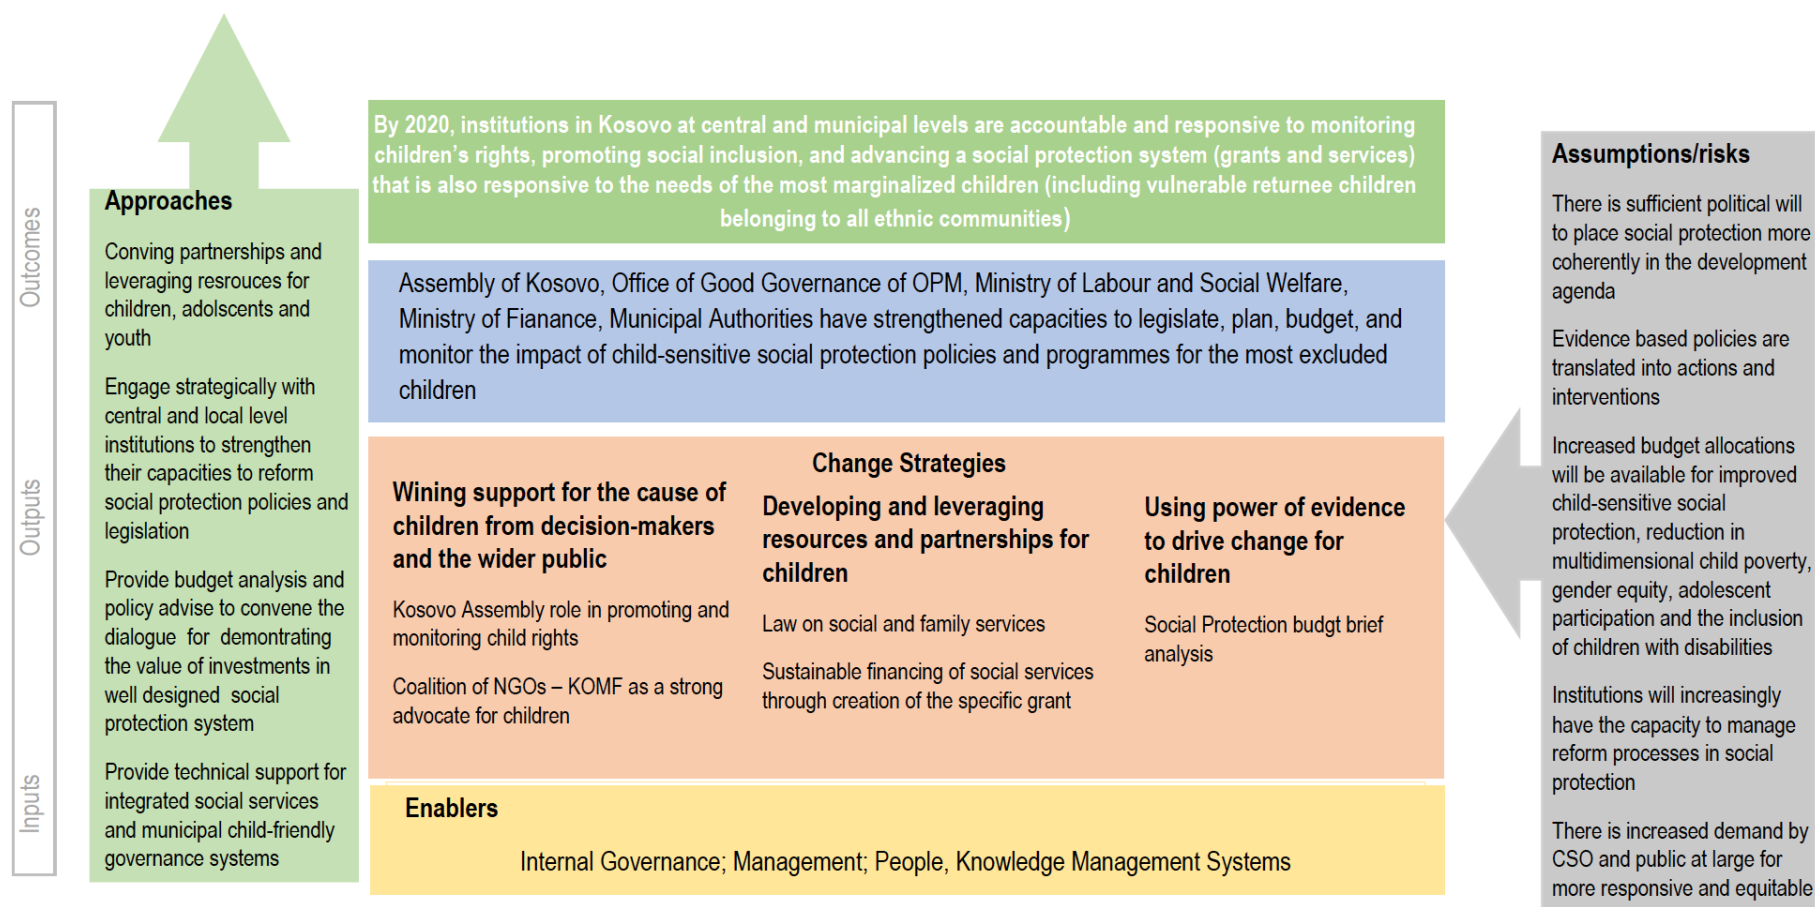 Outcomes
Outputs
Inputs
Approaches
Conving partnerships and
leveraging resrouces for
children, adolscents and
youth
Engage strategically with
central and local level
institutions to strengthen
their capacities to reform
social protection policies and
legislation
Provide budget analysis and
policy advise to convene the
dialogue for demontrating
the value of investments in
well designed social
protection system
Provide technical support for
integrated social services
and municipal child-friendly
governance systems
By 2020, institutions in Kosovo at central and municipal levels are accountable and responsive to monitoring
children's rights, promoting social inclusion, and advancing a social protection system (grants and services)
that is also responsive to the needs of the most marginalized children (including vulnerable returnee children
belonging to all ethnic communities)
Assembly of Kosovo, Office of Good Governance of OPM, Ministry of Labour and Social Welfare,
Ministry of Fianance, Municipal Authorities have strengthened capacities to legislate, plan, budget, and
monitor the impact of child-sensitive social protection policies and programmes for the most excluded
children
Change Strategies
Wining support for the cause of
children from decision-makers
and the wider public
Kosovo Assembly role in promoting and
monitoring child rights
Coalition of NGOs – KOMF as a strong
advocate for children
Developing and leveraging
resources and partnerships for
children
Law on social and family services
Sustainable financing of social services
through creation of the specific grant
Using power of evidence
to drive change for
children
Social Protection budgt brief
analysis
Enablers
Internal Governance; Management; People, Knowledge Management Systems
Assumptions/risks
There is sufficient political will
to place social protection more
coherently in the development
agenda
Evidence based policies are
translated into actions and
interventions
Increased budget allocations
will be available for improved
child-sensitive social
protection, reduction in
multidimensional child poverty,
gender equity, adolescent
participation and the inclusion
of children with disabilities
Institutions will increasingly
have the capacity to manage
reform processes in social
protection
There is increased demand by
CSO and public at large for
more responsive and equitable